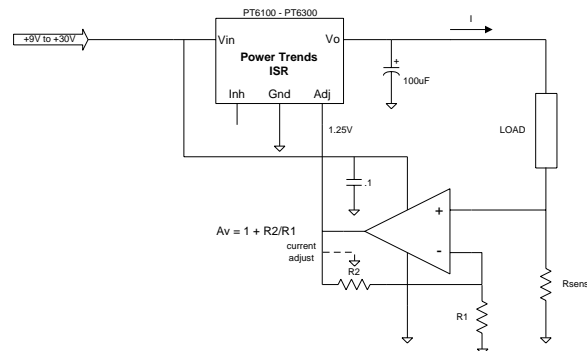 PT6100 - PT6300
+9V to +30V
Vin
Vo
Power Trends
ISR
Inh
Gnd
Adj
I
+
100uF
1.25V
LOAD
.1
+
-
Av = 1 + R2/R1
current
adjust
R2
R1
Rsens